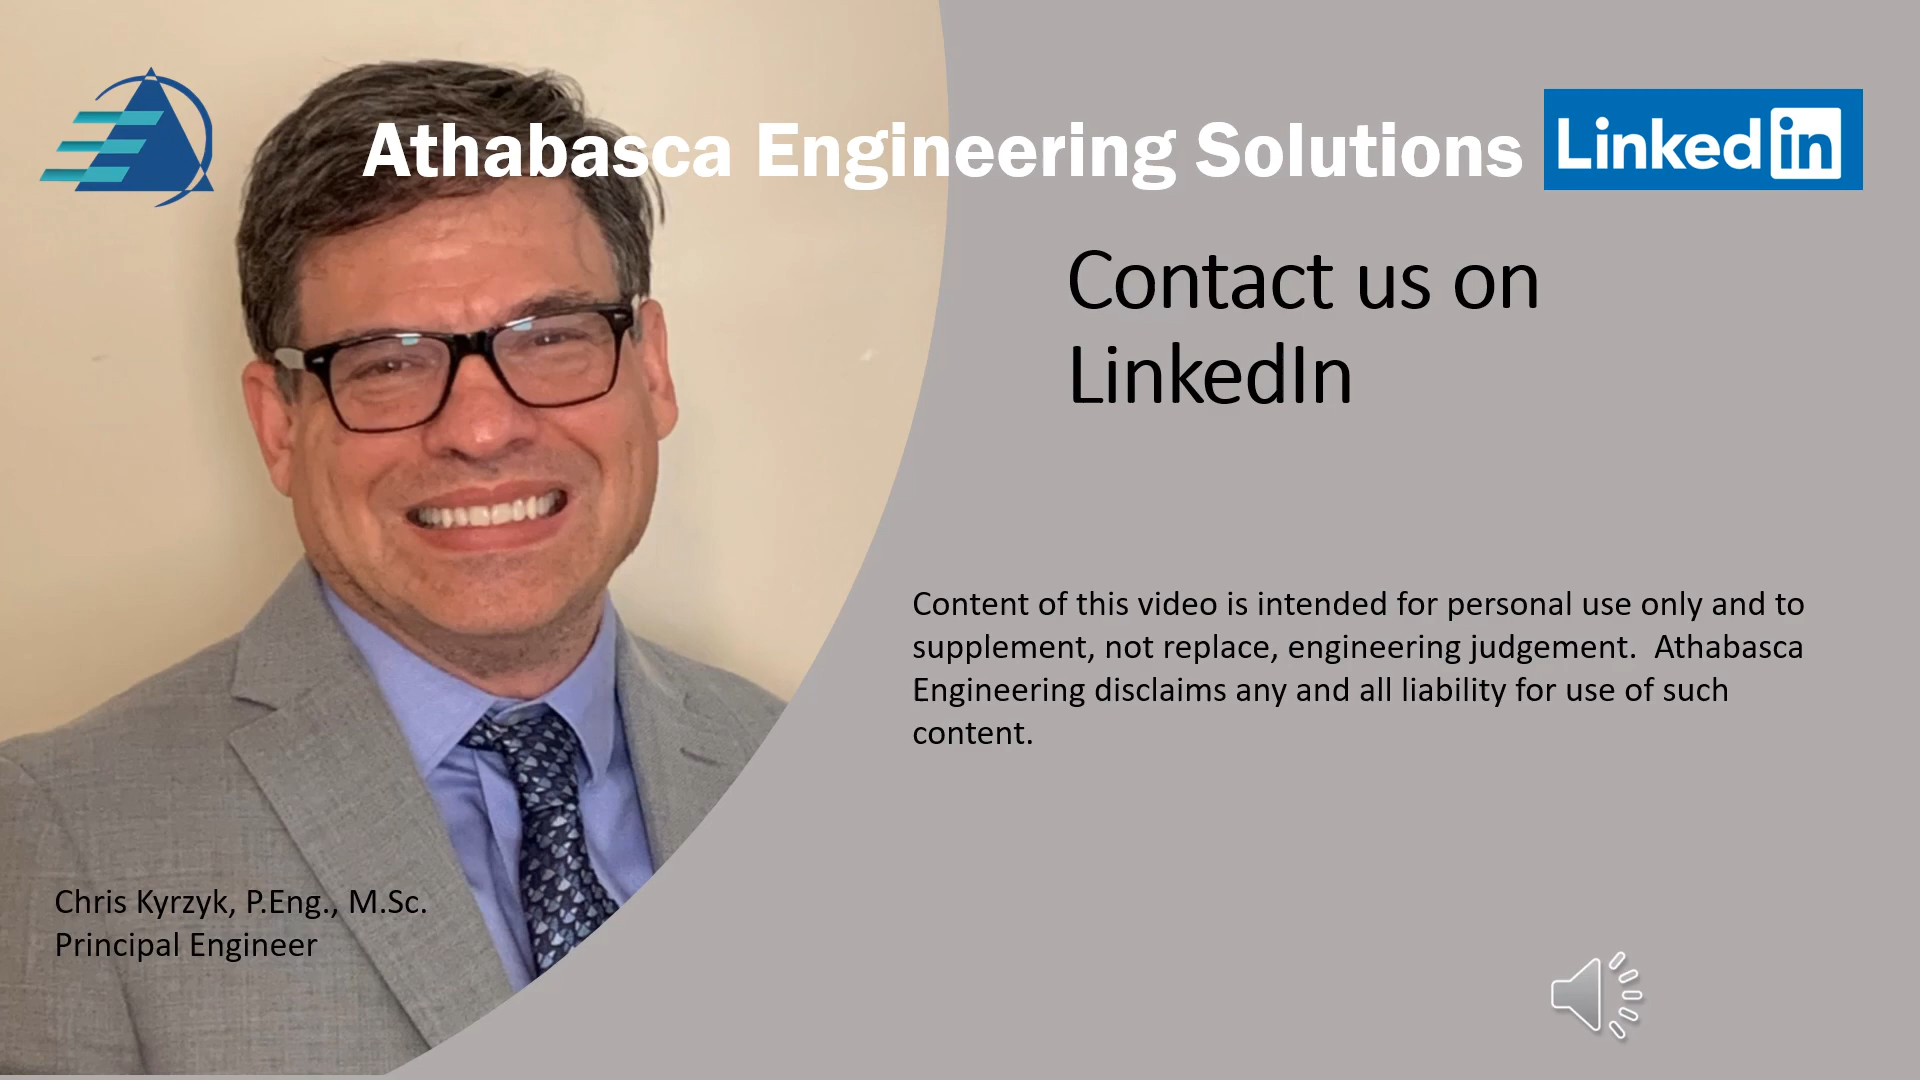 Athabasca Engineering Solutions
Linked in
Contact us on
LinkedIn
Content of this video is intended for personal use only and to
supplement, not replace, engineering judgement.  Athabasca
Engineering disclaims any and all liability for use of such
content.
Chris Kyrzyk, P.Eng., M.Sc.
Principal Engineer